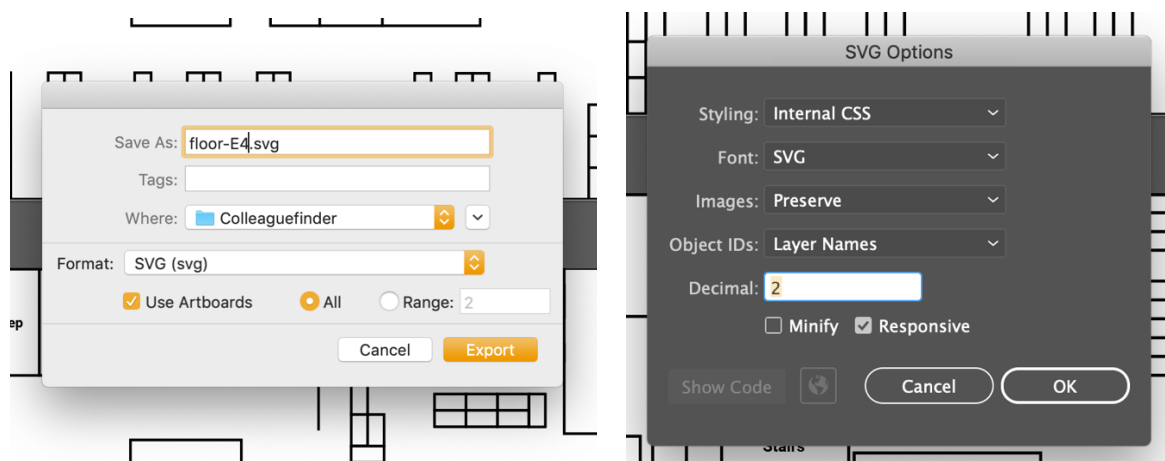 Save As: floor-E4.svg
Tags:
Where: Colleaguefinder
Format: SVG (svg)
Use Artboards All Range: 2
Cancel Export
ep
SVG Options
Styling: Internal CSS
Font: SVG
Images: Preserve
Object IDs: Layer Names
Decimal: 2
Minify Responsive
Show Code Cancel OK
Stairs